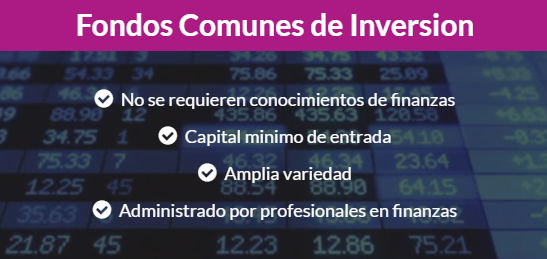 Fondos Comunes de Inversion
No se requieren conocimientos de finanzas
Capital minimo de entrada
Amplia variedad
Administrado por profesionales en finanzas